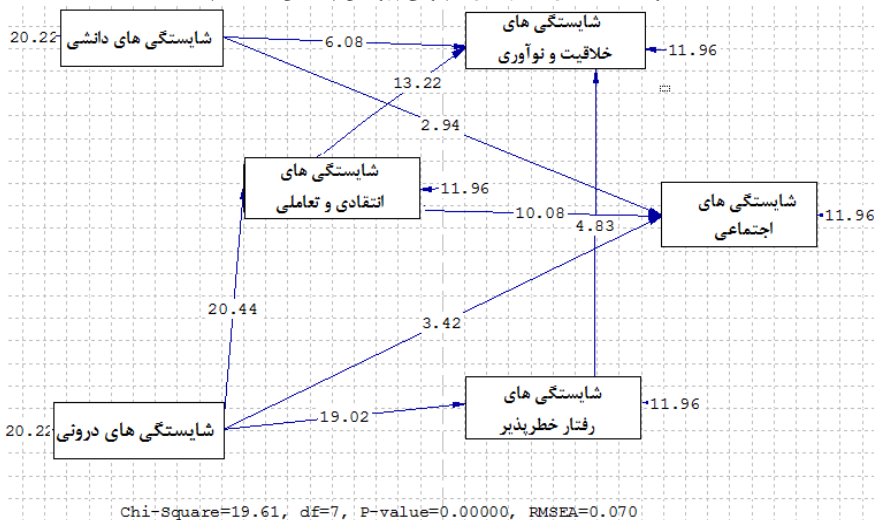 شایستگی های
خلاقیت و نوآوری
20.22
شایستگی های دانشی
6.08
11.96
13.22
2.94
شایستگی های
انتقادی و تعاملی
11.96
شایستگی های
اجتماعی
11.96
10.08
4.83
20.44
3.42
شایستگی های
رفتار خطرپذیر
11.96
19.02
20.22
شایستگی های درونی
Chi-Square=19.61, df=7, P-value=0.00000, RMSEA=0.070